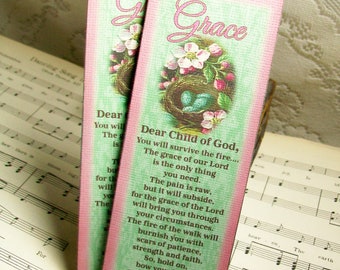 Grace
Dear Child of God,
You will survive the fire....
The grace of our Lord
is the only thing
you need.
The pain is raw,
but it will subside,
for the grace of the Lord
will bring you through
your circumstances.
The fire of the walk will
burnish you with
scars of patience,
strength and faith.
So, hold on,